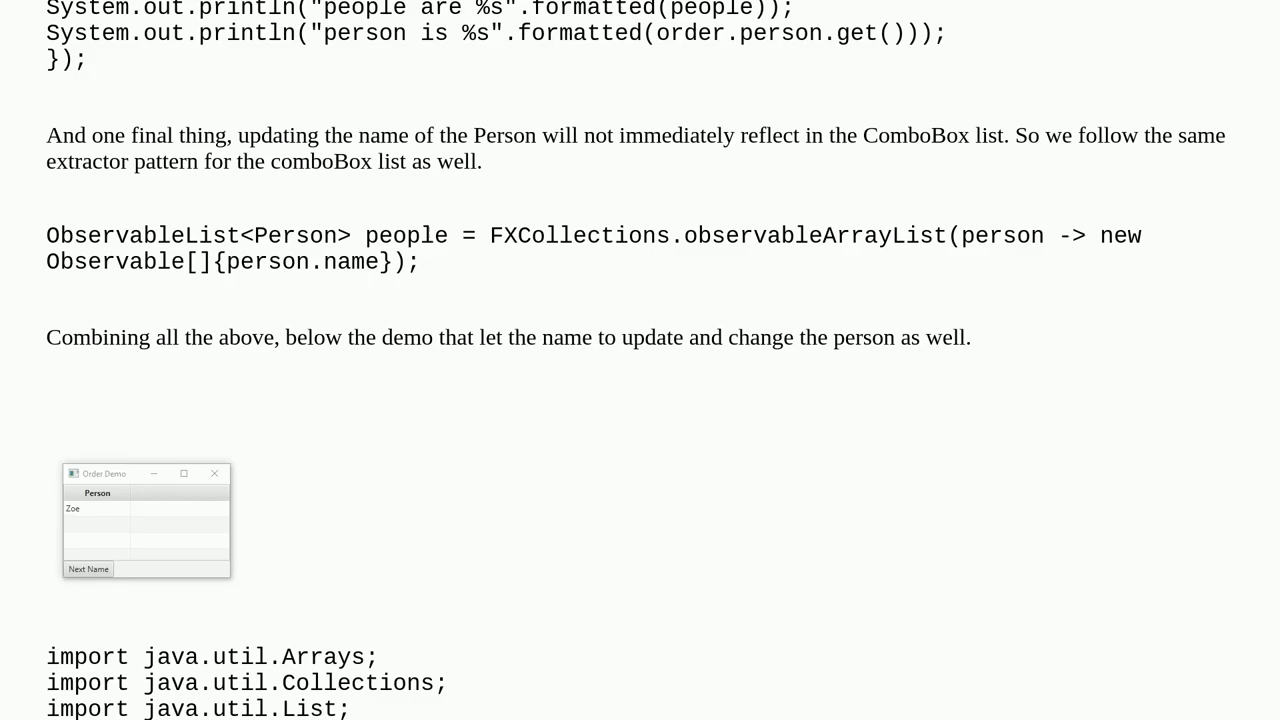 System.out.println("people are %s".formatted(people));
System.out.println("person is %s".formatted(order.person.get()));
});
And one final thing, updating the name of the Person will not immediately reflect in the ComboBox list. So we follow the same
extractor pattern for the comboBox list as well.
ObservableList<Person> people = FXCollections.observableArrayList(person -> new
Observable[]{person.name});
Combining all the above, below the demo that let the name to update and change the person as well.
Order Demo
Person
Zoe
Next Name
import java.util.Arrays;
import java.util.Collections;
import java.util.List;